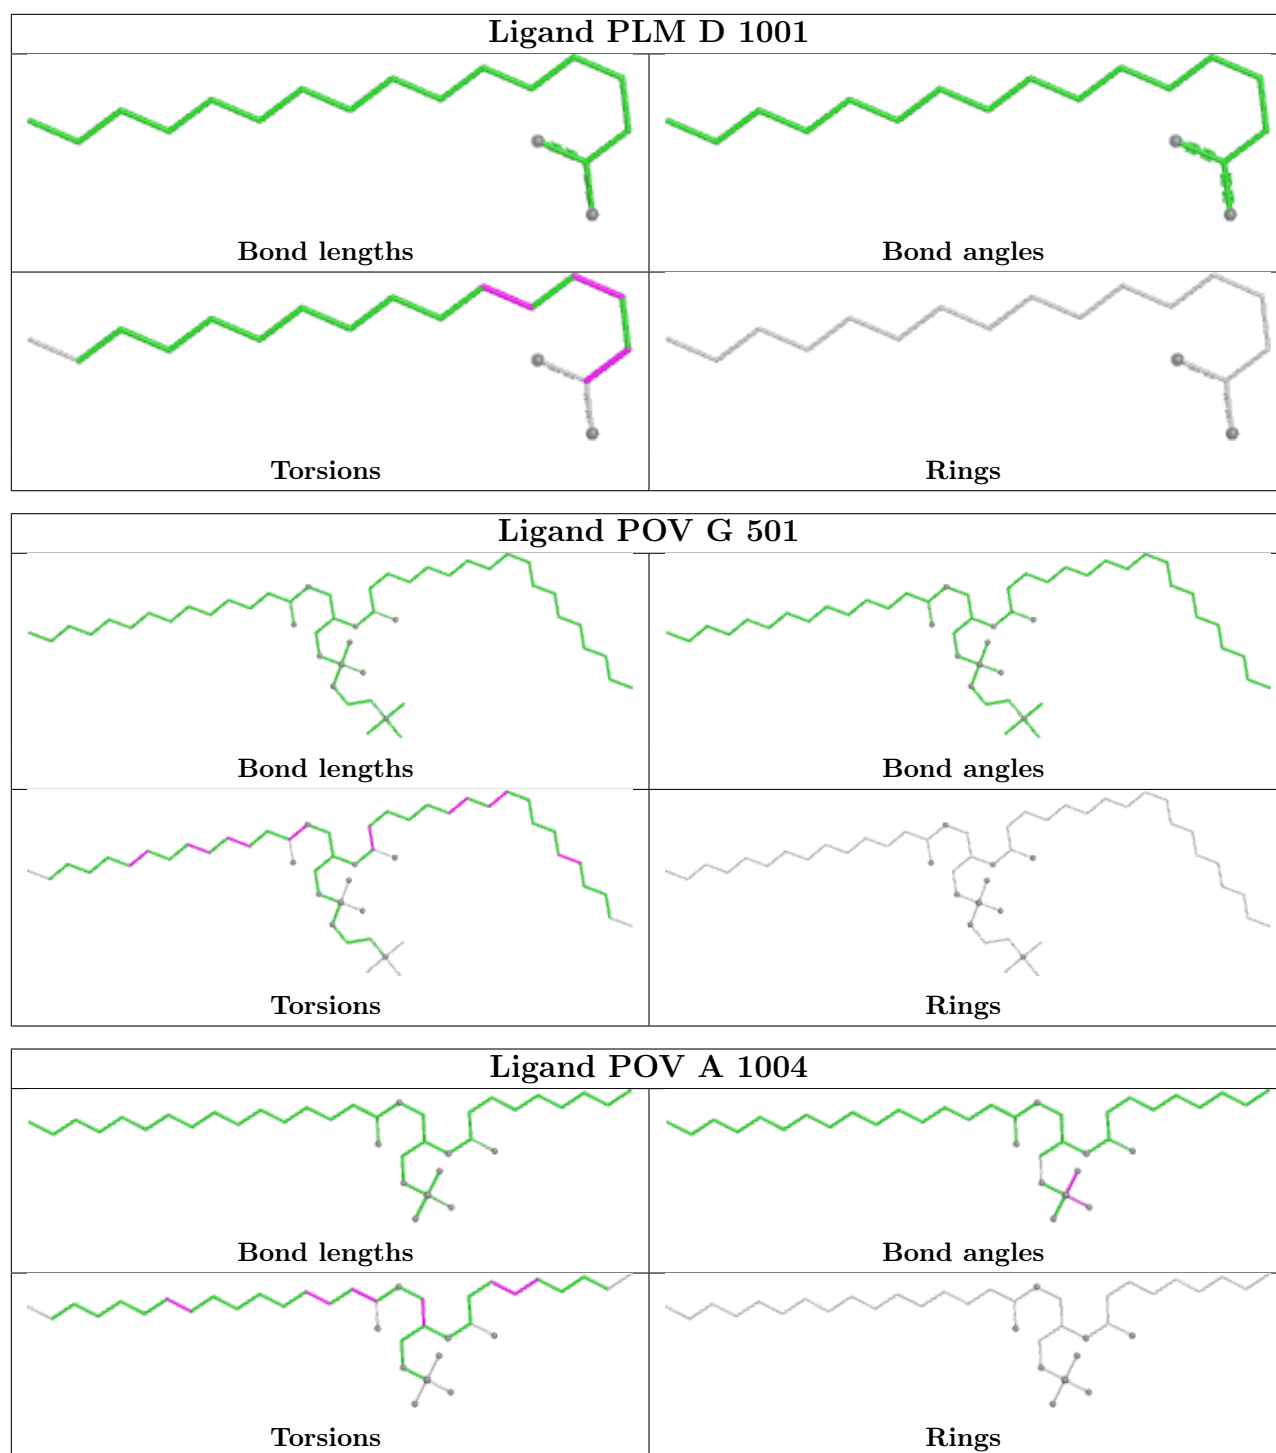 Ligand PLM D 1001
Bond lengths
Bond angles
Torsions
Rings
Ligand POV G 501
Bond lengths
Bond angles
Torsions
Rings
Ligand POV A 1004
Bond lengths
Bond angles
Torsions
Rings